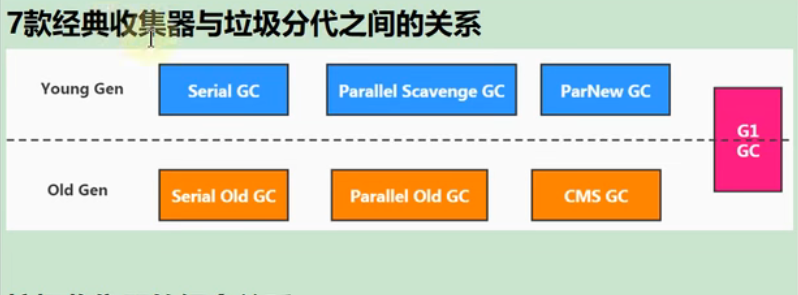 7款经典收集器与垃圾分代之间的关系
Young Gen
Serial GC
Parallel Scavenge GC
ParNew GC
G1
GC
Old Gen
Serial Old GC
Parallel Old GC
CMS GC